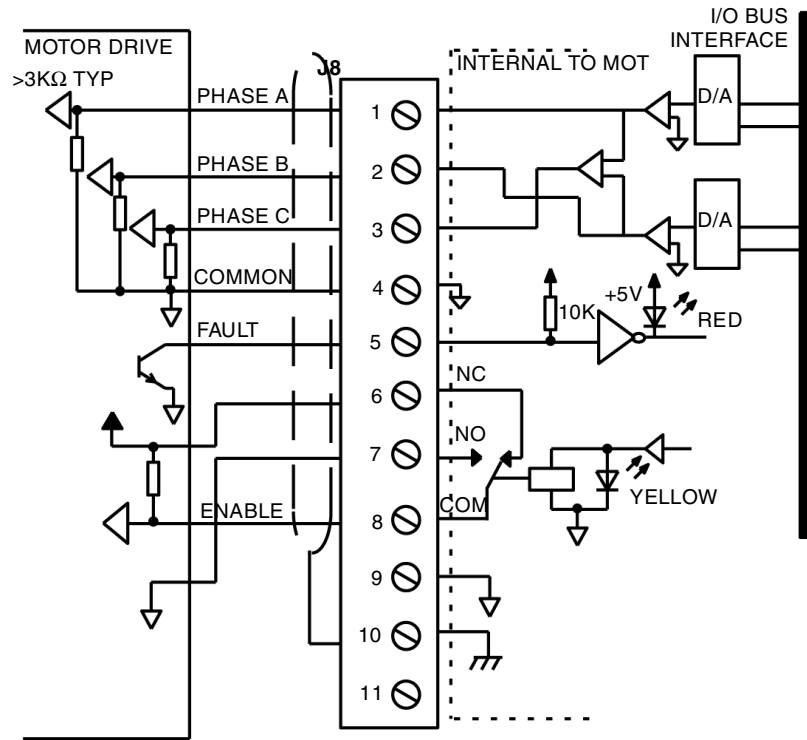 I/O BUS
INTERFACE
MOTOR DRIVE
J8
INTERNAL TO MOT
>3KΩ TYP
D/A
PHASE A
1
PHASE B
2
PHASE C
3
D/A
COMMON
4
+5V
10K
RED
FAULT
5
NC
6
NO
7
YELLOW
COM
ENABLE
8
9
10
11